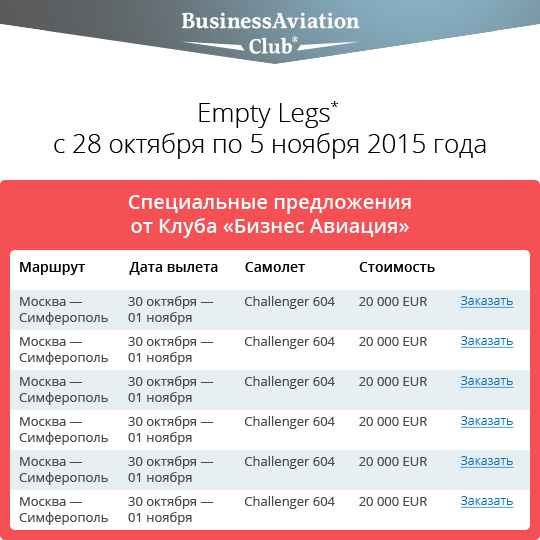 BusinessAviation
Club®
Empty Legs*
с 28 октября по 5 ноября 2015 года
Специальные предложения
от Клуба «Бизнес Авиация»
Маршрут Дата вылета Самолет Стоимость
Москва — 30 октября — Challenger 604 20 000 EUR Заказать
Симферополь 01 ноября
Москва — 30 октября — Challenger 604 20 000 EUR Заказать
Симферополь 01 ноября
Москва — 30 октября — Challenger 604 20 000 EUR Заказать
Симферополь 01 ноября
Москва — 30 октября — Challenger 604 20 000 EUR Заказать
Симферополь 01 ноября
Москва — 30 октября — Challenger 604 20 000 EUR Заказать
Симферополь 01 ноября
Москва — 30 октября — Challenger 604 20 000 EUR Заказать
Симферополь 01 ноября